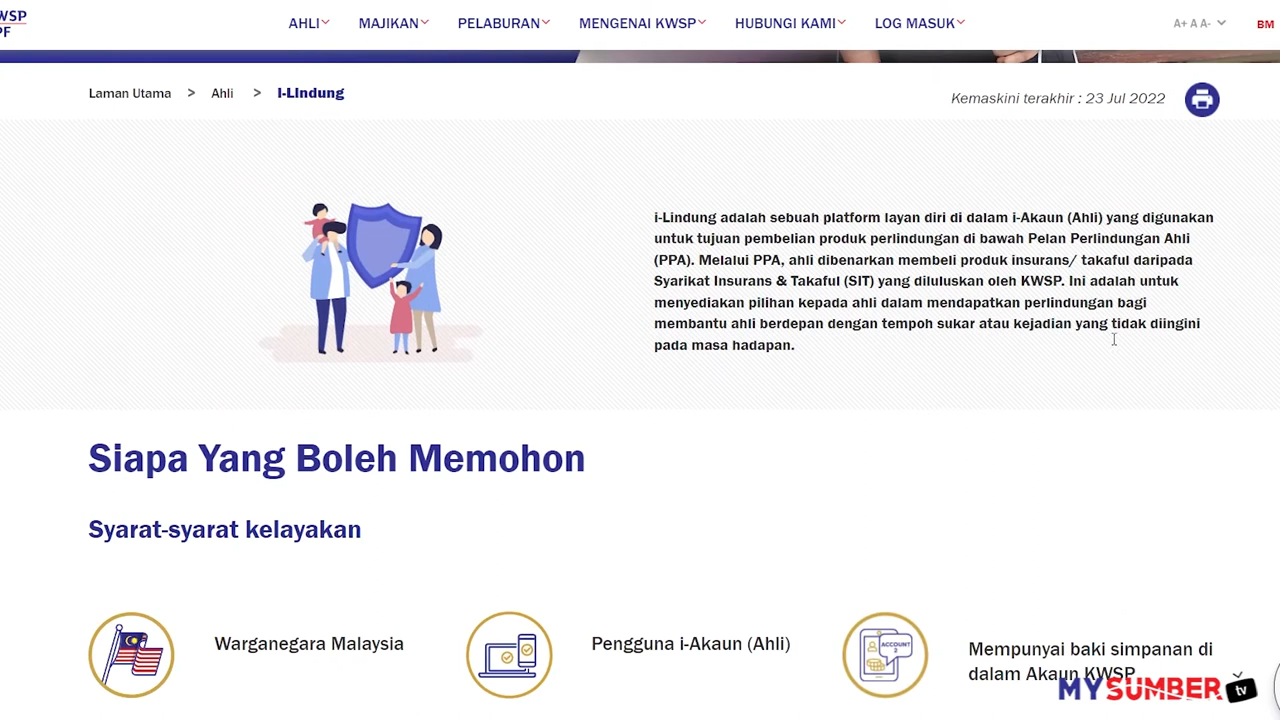 WSP
PF
AHLI MAJIKAN PELABURAN MENGENAI KWSP HUBUNGI KAMI LOG MASUK A+ A A- BM
Laman Utama > Ahli > i-Lindung
Kemaskini terakhir : 23 Jul 2022
i-Lindung adalah sebuah platform layan diri di dalam i-Akaun (Ahli) yang digunakan
untuk tujuan pembelian produk perlindungan di bawah Pelan Perlindungan Ahli
(PPA). Melalui PPA, ahli dibenarkan membeli produk insurans/ takaful daripada
Syarikat Insurans & Takaful (SIT) yang diluluskan oleh KWSP. Ini adalah untuk
menyediakan pilihan kepada ahli dalam mendapatkan perlindungan bagi
membantu ahli berdepan dengan tempoh sukar atau kejadian yang tidak diingini
pada masa hadapan.
Siapa Yang Boleh Memohon
Syarat-syarat kelayakan
Warganegara Malaysia
Pengguna i-Akaun (Ahli)
ACCOUNT
2
Mempunyai baki simpanan di
dalam Akaun KWSP
MYSUMBER tv